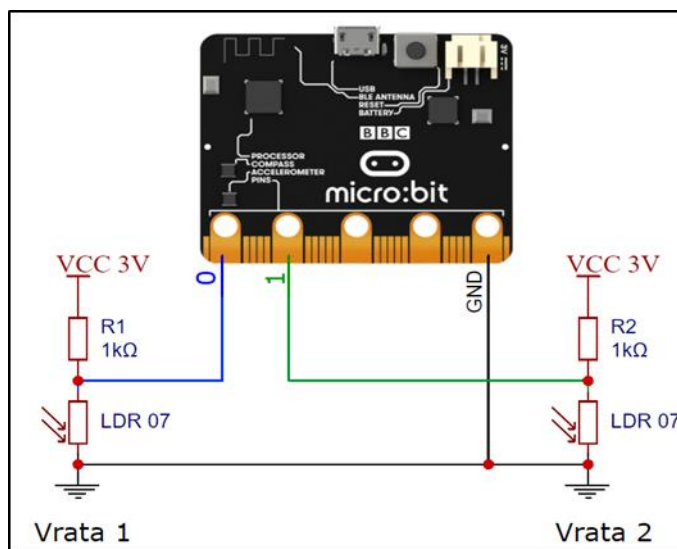 3V
USB
BLE ANTENNA
RESET
BATTERY
BBC
PROCESSOR
COMPASS
ACCELEROMETER
PINS
micro:bit
0
1
GND
VCC 3V
R1
1kΩ
LDR 07
VCC 3V
R2
1kΩ
LDR 07
Vrata 1
Vrata 2